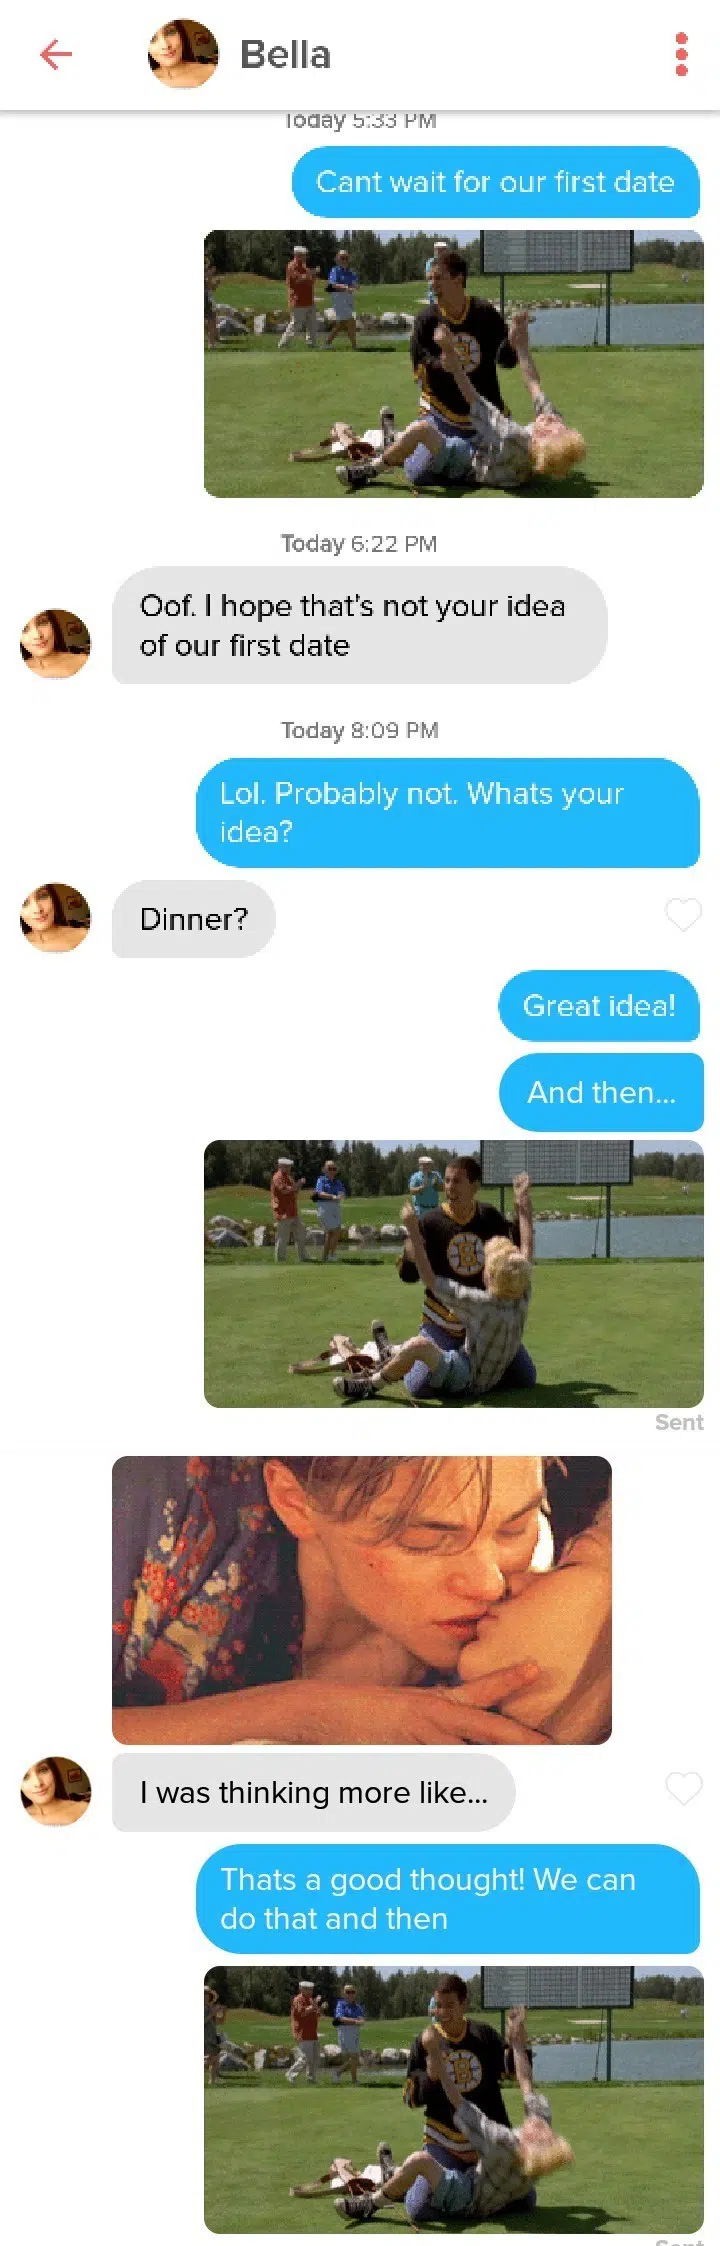 Bella
Today 5:33 PM
Cant wait for our first date
B
Today 6:22 PM
Oof. I hope that's not your idea
of our first date
Today 8:09 PM
Lol. Probably not. Whats your
idea?
Dinner?
Great idea!
And then...
B
Sent
I was thinking more like...
Thats a good thought! We can
do that and then
B
Sent